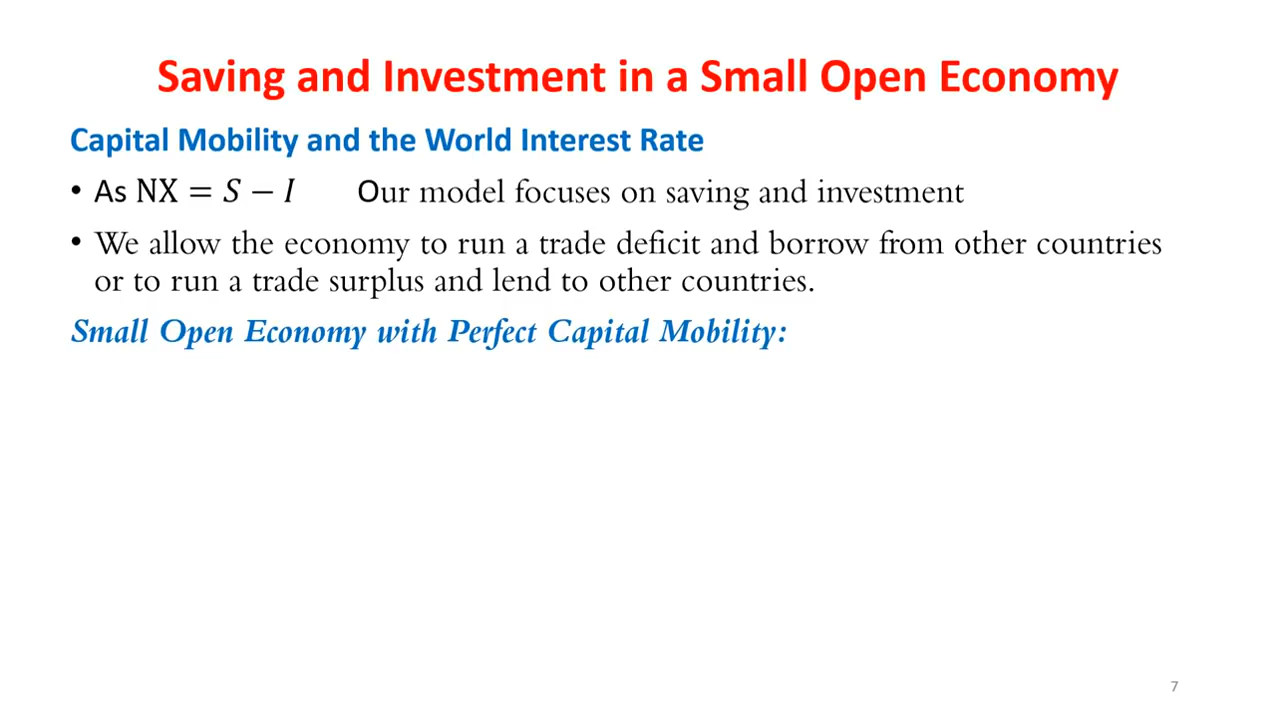 Saving and Investment in a Small Open Economy
Capital Mobility and the World Interest Rate
• As NX = S − I Our model focuses on saving and investment
• We allow the economy to run a trade deficit and borrow from other countries
or to run a trade surplus and lend to other countries.
Small Open Economy with Perfect Capital Mobility:
7